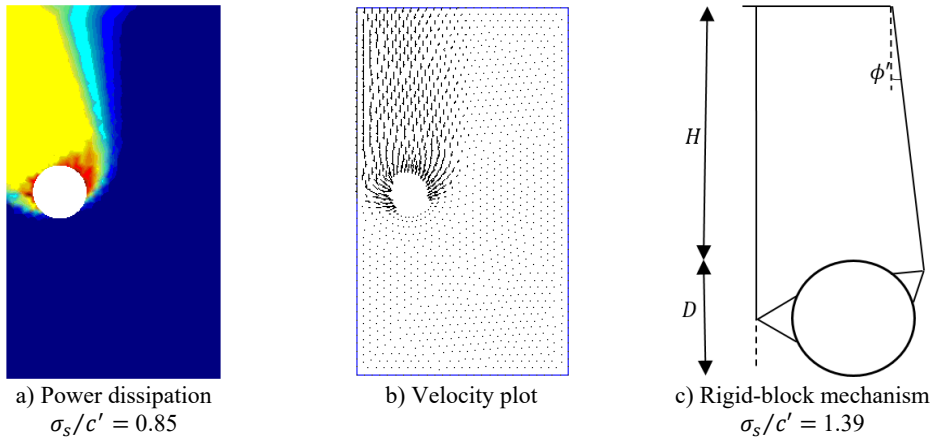 ϕ′
H
D
a) Power dissipation
σₛ/c′ = 0.85
b) Velocity plot
c) Rigid-block mechanism
σₛ/c′ = 1.39